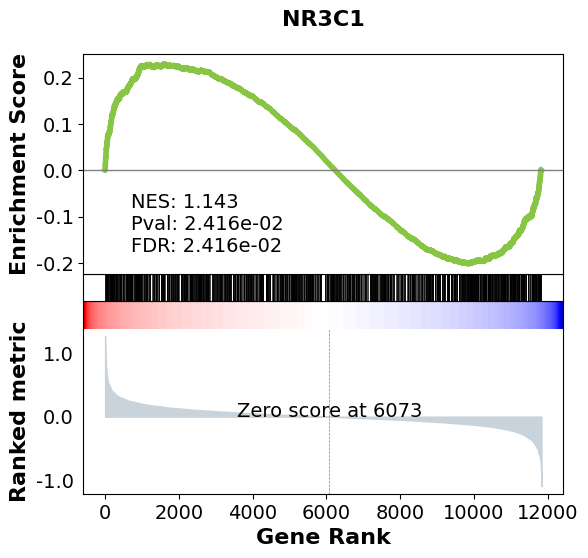 NR3C1
Enrichment Score
0.2
0.1
0.0
-0.1
-0.2
NES: 1.143
Pval: 2.416e-02
FDR: 2.416e-02
Ranked metric
1.0
0.0
-1.0
Zero score at 6073
0 2000 4000 6000 8000 10000 12000
Gene Rank